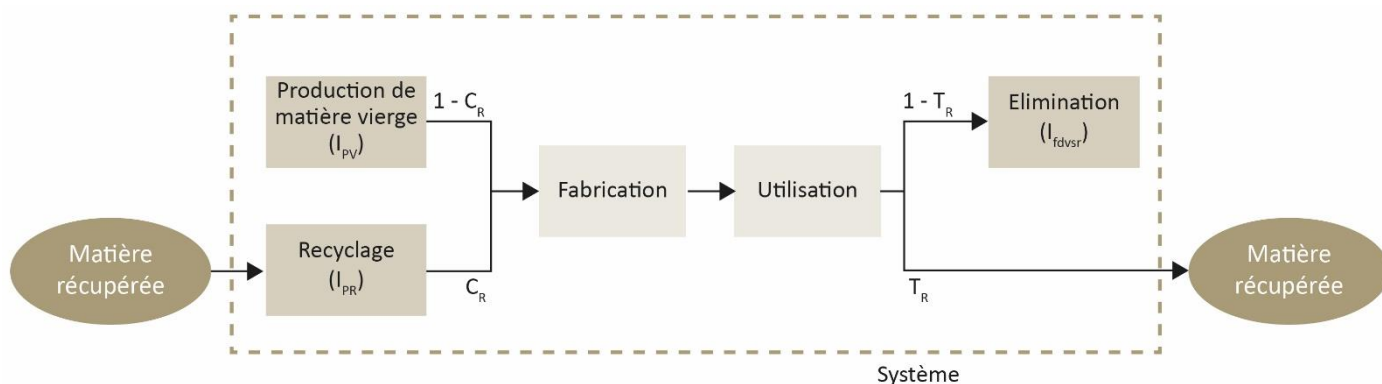 Production de
matière vierge
(I_PV)
1 - C_R
Matière
récupérée
Recyclage
(I_PR)
C_R
Fabrication
Utilisation
1 - T_R
Elimination
(I_fdvsr)
T_R
Matière
récupérée
Système